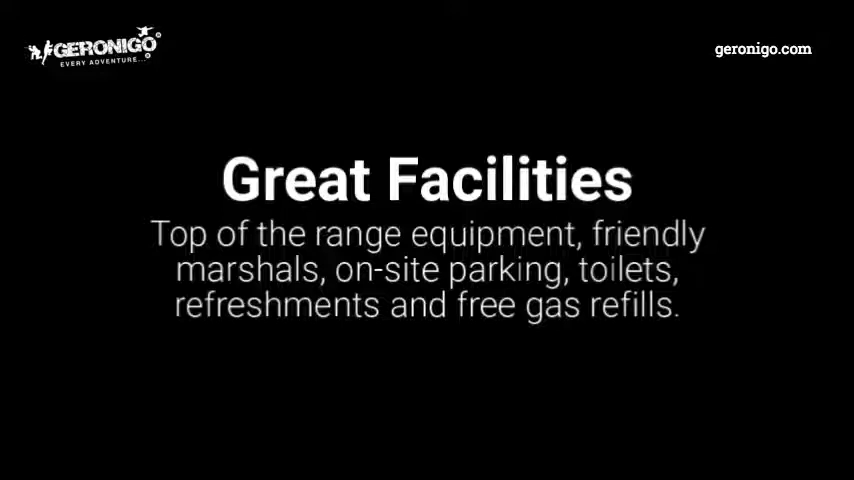 GERONIGO
EVERY ADVENTURE...
geronigo.com
Great Facilities
Top of the range equipment, friendly
marshals, on-site parking, toilets,
refreshments and free gas refills.